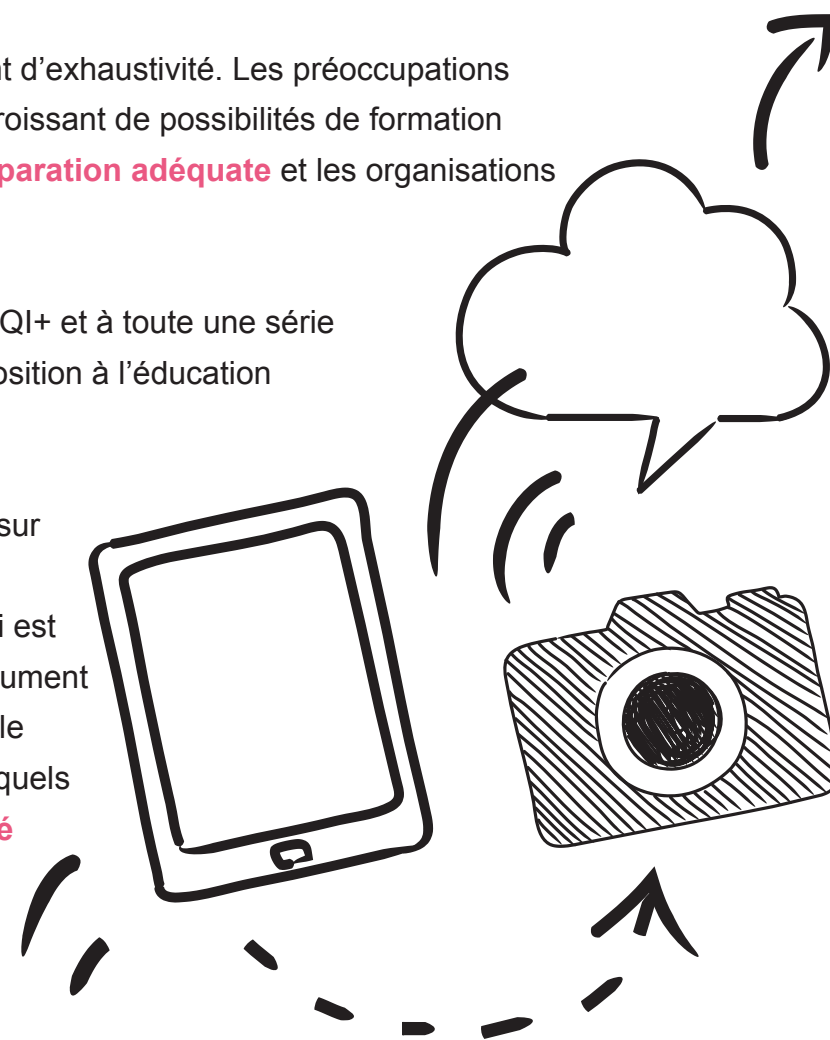 t d’exhaustivité. Les préoccupations
roissant de possibilités de formation
paration adéquate et les organisations
QI+ et à toute une série
osition à l’éducation
sur
i est
ument
le
quels
é